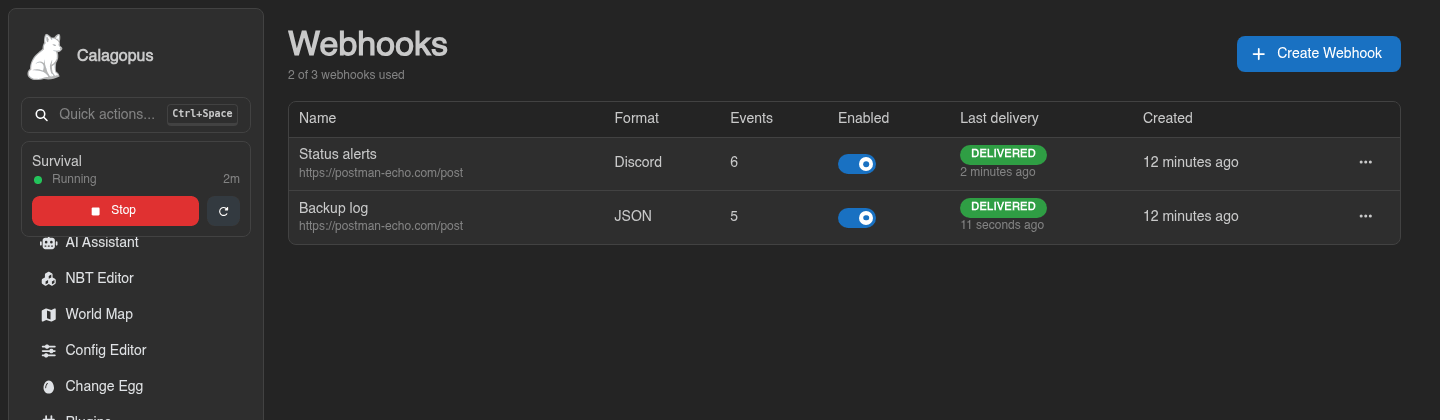 Calagopus
Quick actions... Ctrl+Space
Survival
Running 2m
Stop
AI Assistant
NBT Editor
World Map
Config Editor
Change Egg
Plugins
Webhooks
2 of 3 webhooks used
Create Webhook
Name Format Events Enabled Last delivery Created
Status alerts
https://postman-echo.com/post
Discord 6 DELIVERED
2 minutes ago
12 minutes ago
Backup log
https://postman-echo.com/post
JSON 5 DELIVERED
11 seconds ago
12 minutes ago